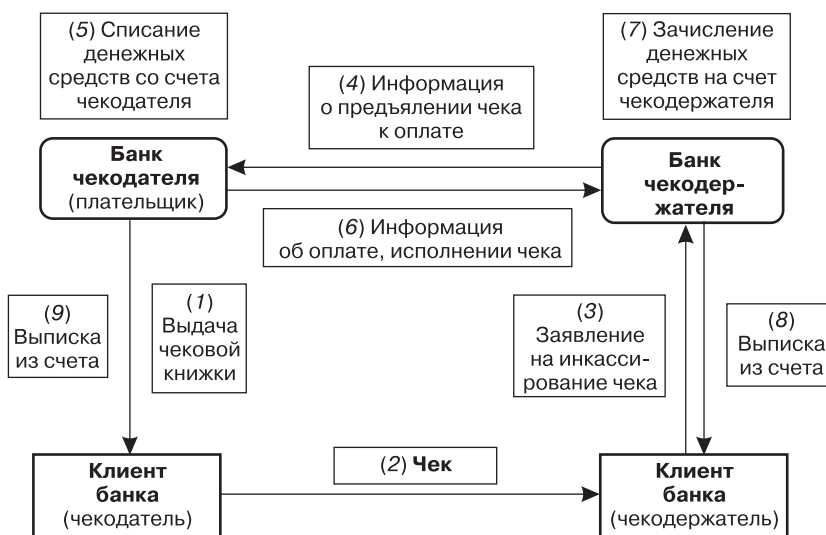 (5) Списание
денежных
средств со счета
чекодателя
(7) Зачисление
денежных
средств на счет
чекодержателя
(4) Информация
о предъялении чека
к оплате
Банк
чекодателя
(плательщик)
Банк
чекодер-
жателя
(6) Информация
об оплате, исполнении чека
(9)
Выписка
из счета
(1)
Выдача
чековой
книжки
(3)
Заявление
на инкасси-
рование чека
(8)
Выписка
из счета
Клиент
банка
(чекодатель)
(2) Чек
Клиент
банка
(чекодержатель)